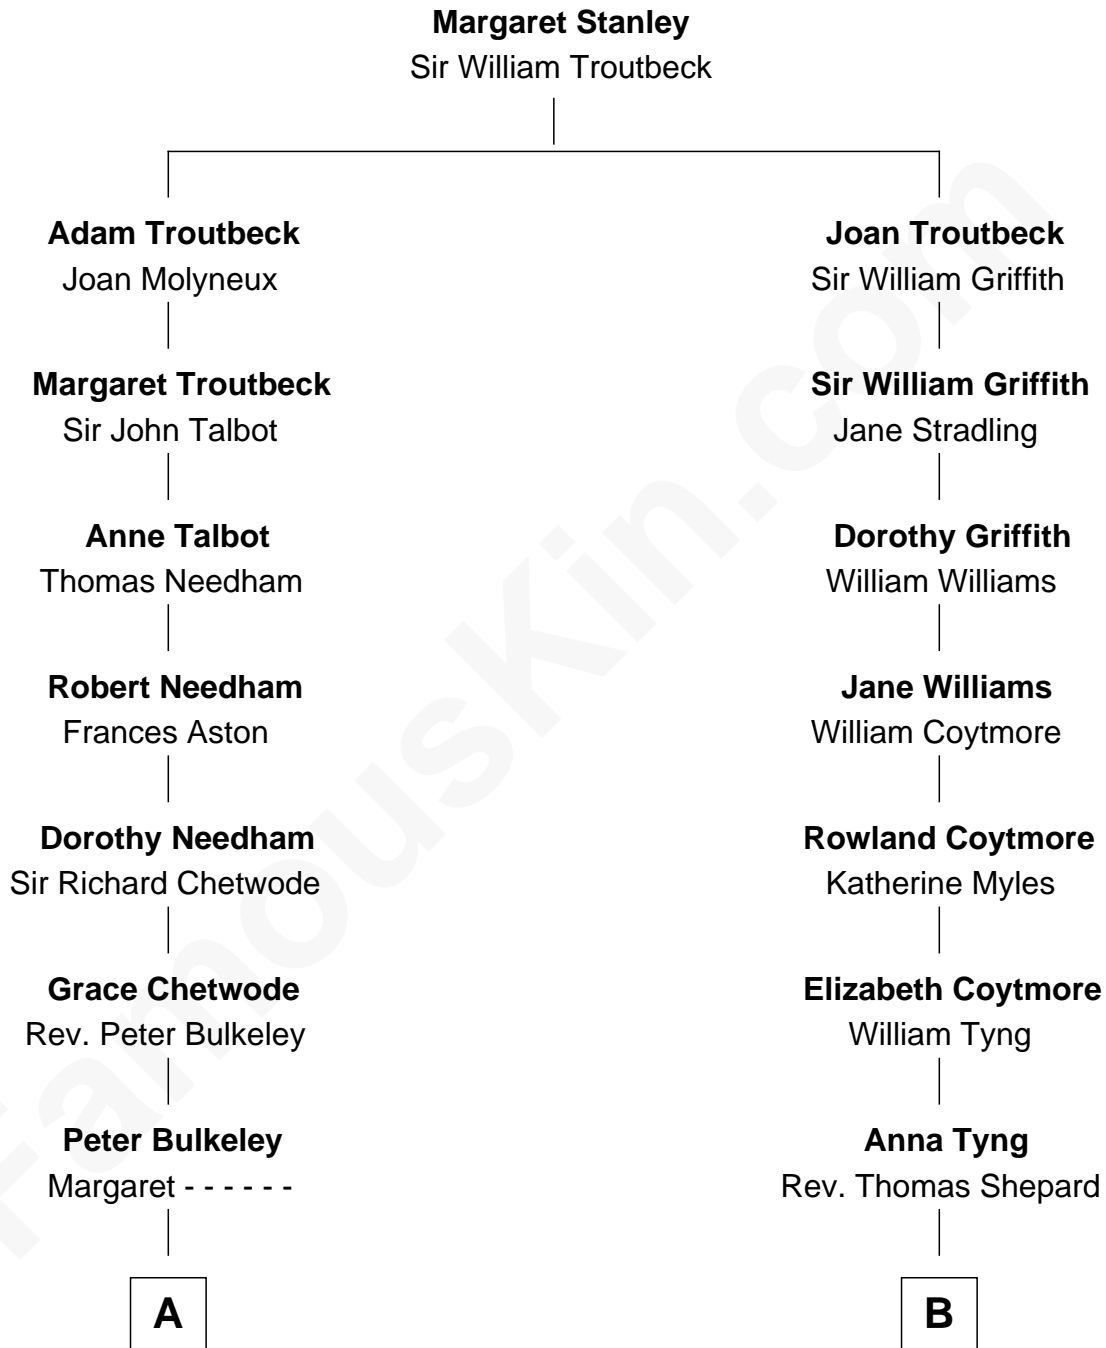 Margaret Stanley
Sir William Troutbeck
Adam Troutbeck
Joan Molyneux
Margaret Troutbeck
Sir John Talbot
Anne Talbot
Thomas Needham
Robert Needham
Frances Aston
Dorothy Needham
Sir Richard Chetwode
Grace Chetwode
Rev. Peter Bulkeley
Peter Bulkeley
Margaret - - - - - -
A
Joan Troutbeck
Sir William Griffith
Sir William Griffith
Jane Stradling
Dorothy Griffith
William Williams
Jane Williams
William Coytmore
Rowland Coytmore
Katherine Myles
Elizabeth Coytmore
William Tyng
Anna Tyng
Rev. Thomas Shepard
B
FamousKin.com